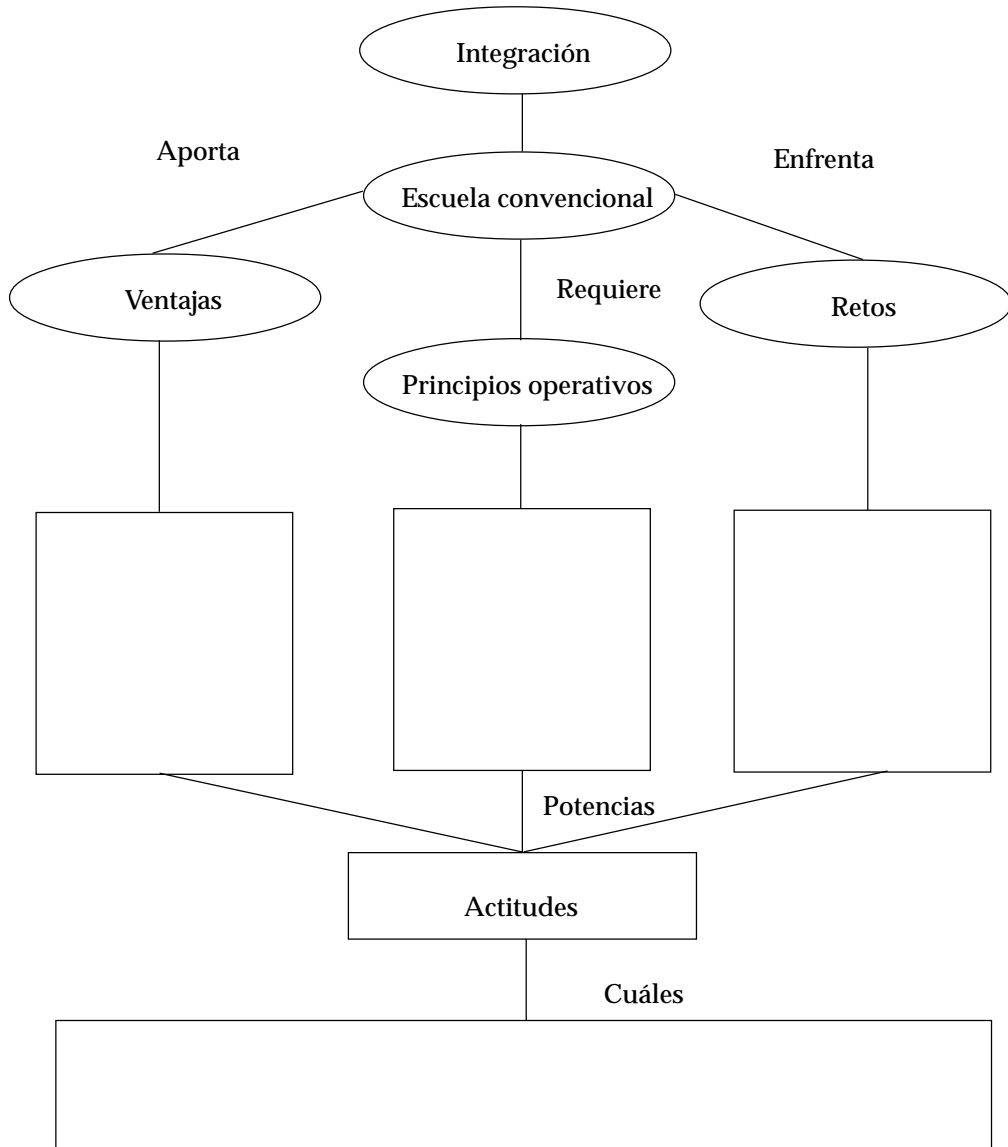 Integración
Aporta
Enfrenta
Escuela convencional
Ventajas
Requiere
Retos
Principios operativos
Potencias
Actitudes
Cuáles